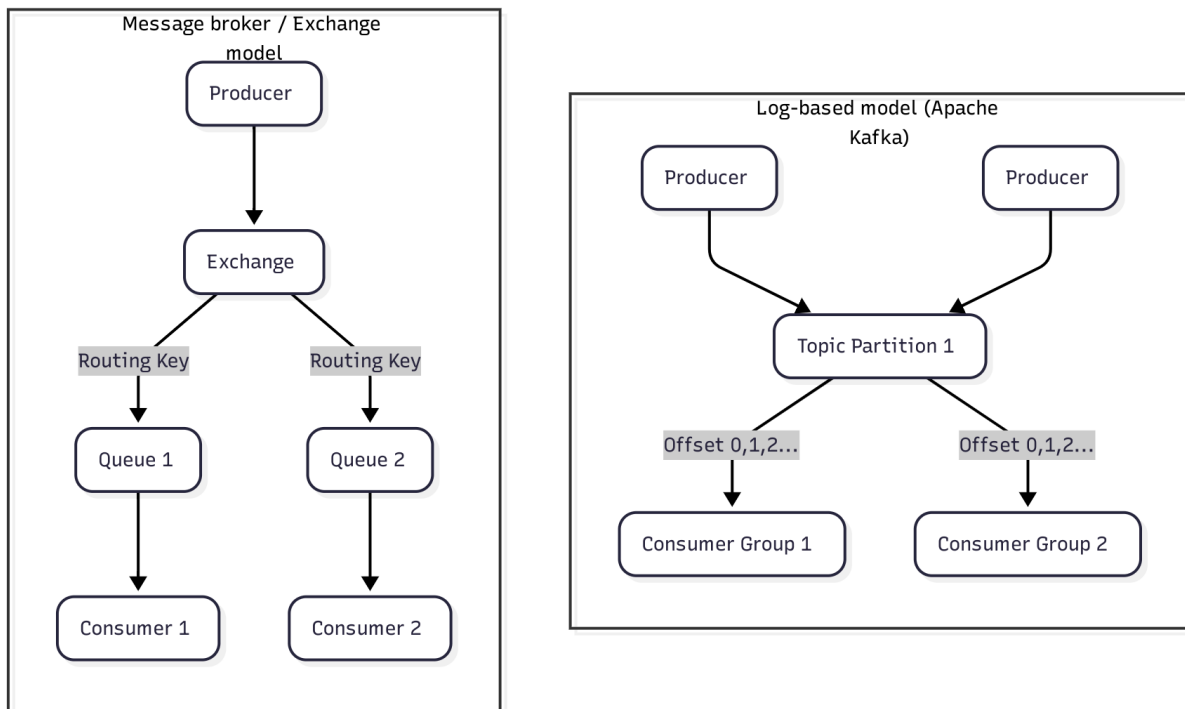 Message broker / Exchange
model
Producer
Exchange
Routing Key
Routing Key
Queue 1
Queue 2
Consumer 1
Consumer 2
Log-based model (Apache
Kafka)
Producer
Producer
Topic Partition 1
Offset 0,1,2...
Offset 0,1,2...
Consumer Group 1
Consumer Group 2